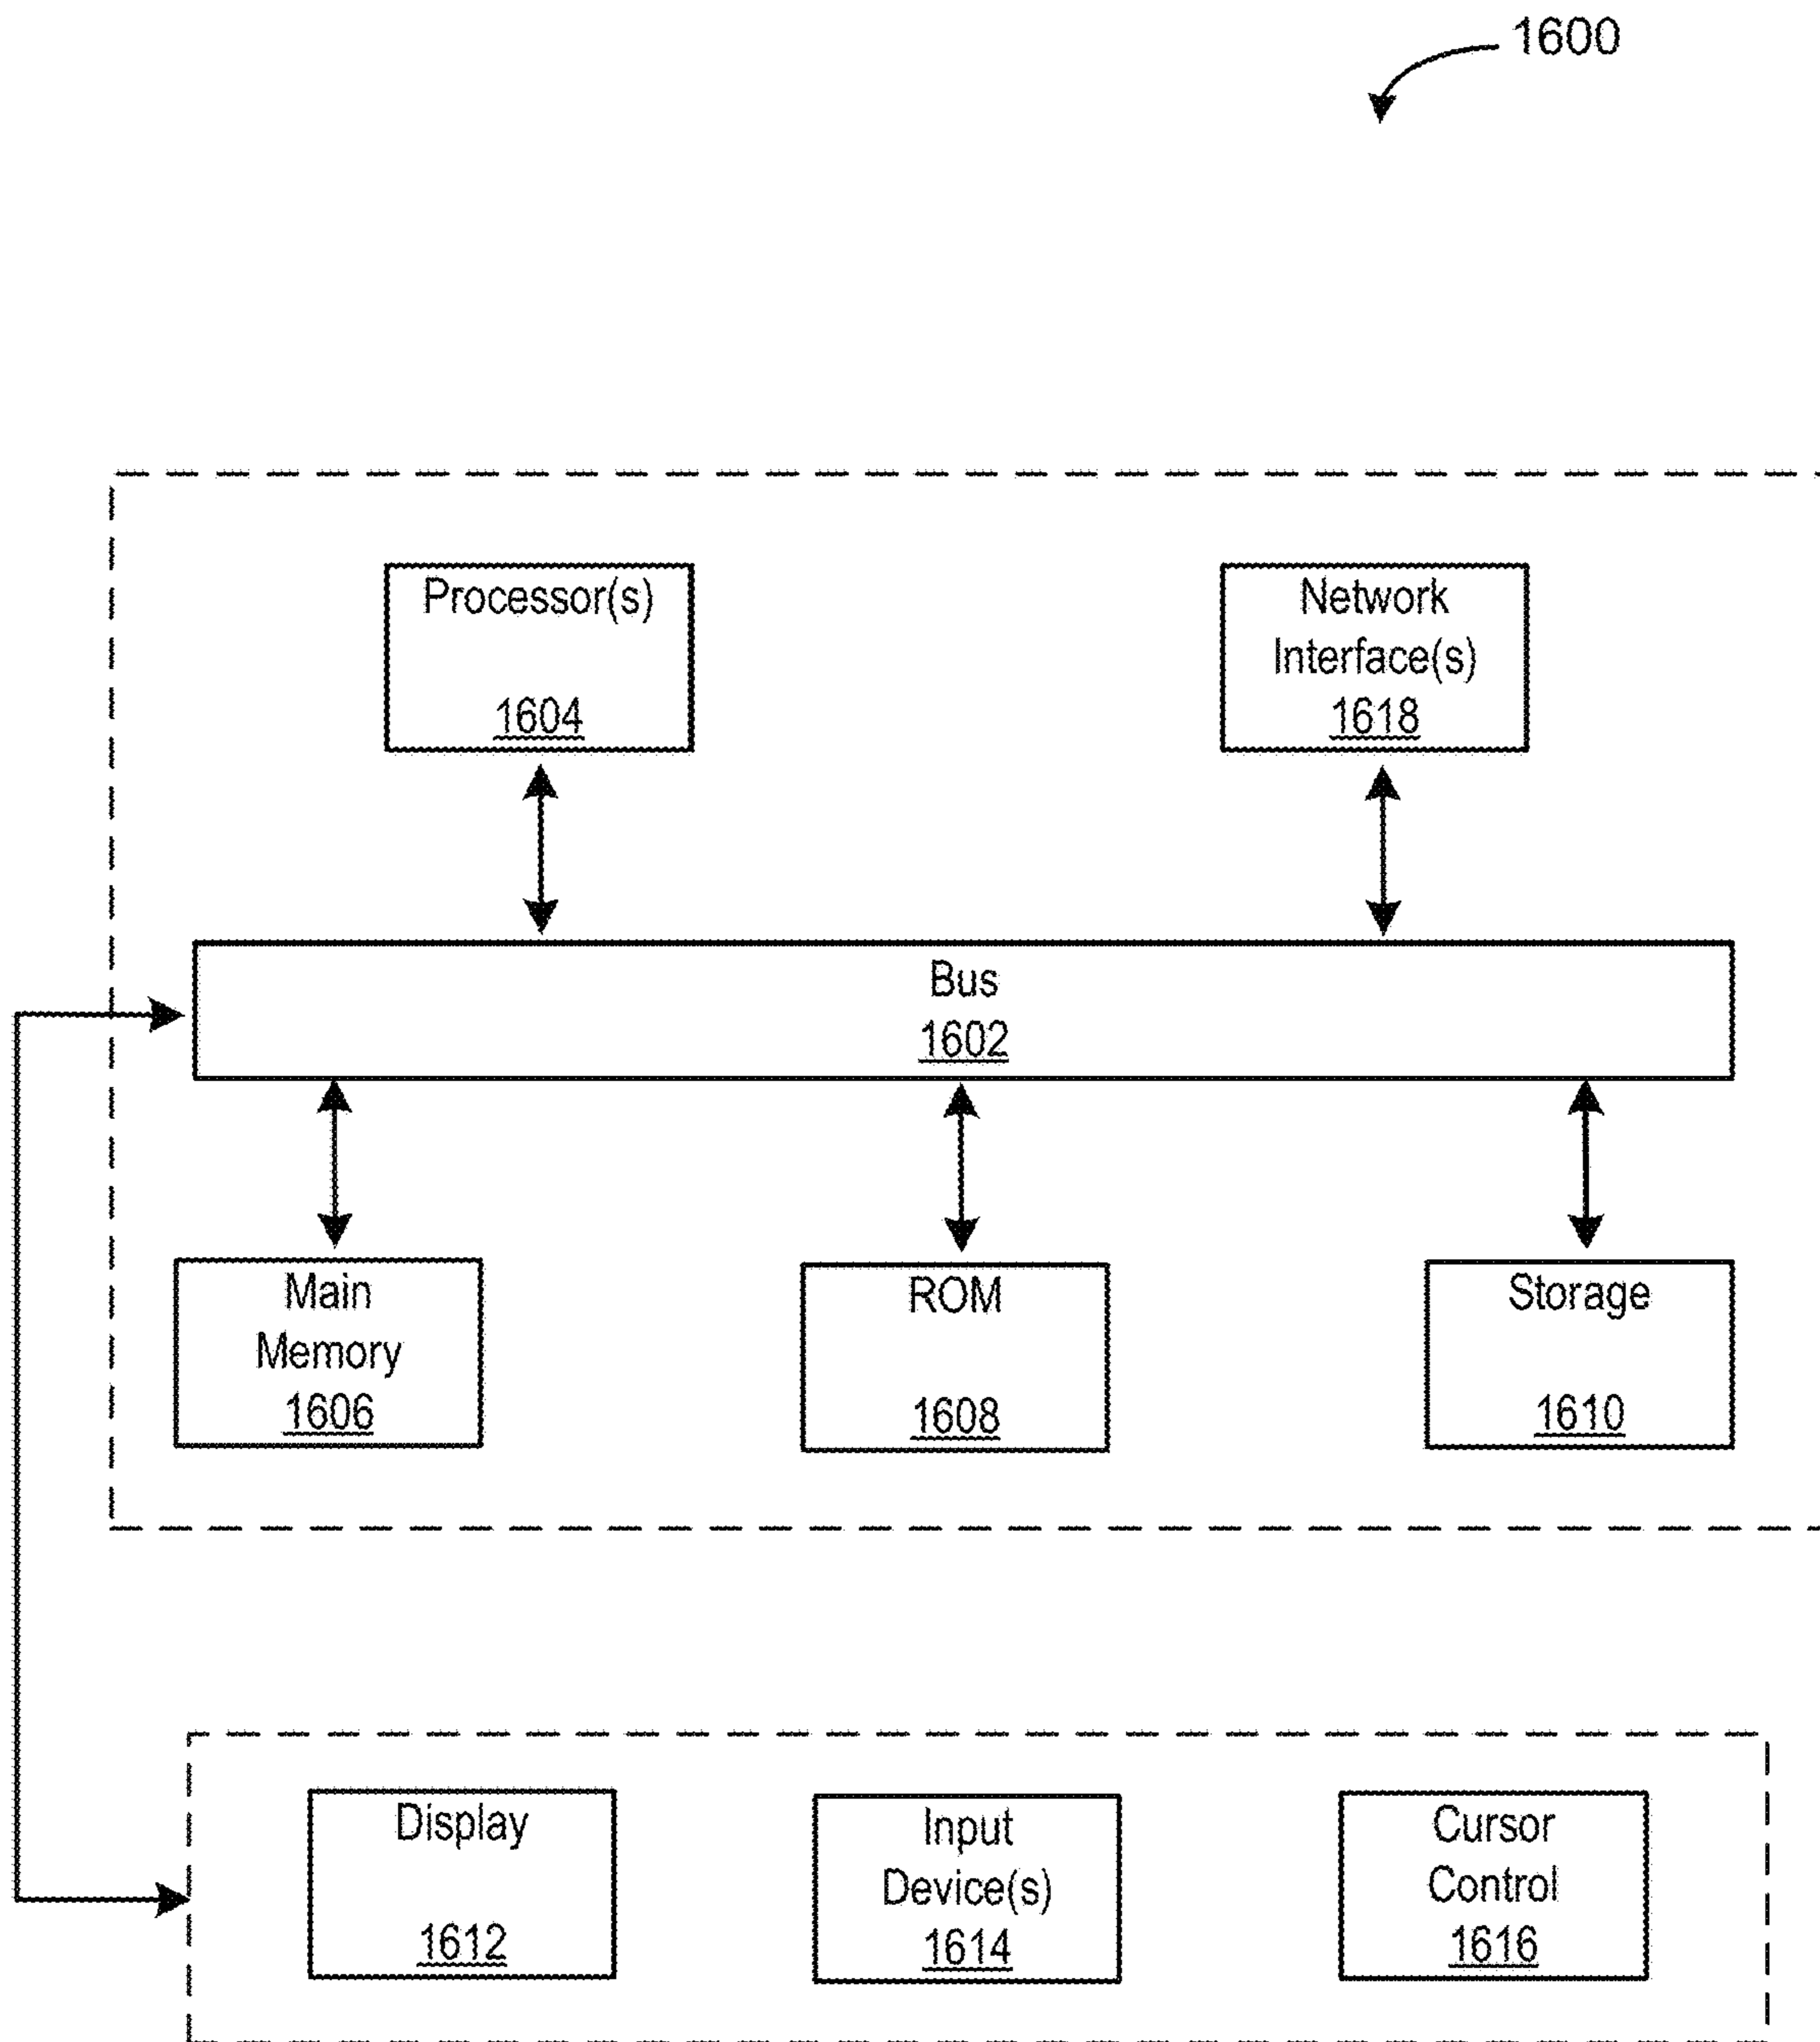 1600
Processor(s)
1604
Network
Interface(s)
1618
Bus
1602
Main
Memory
1606
ROM
1608
Storage
1610
Display
1612
Input
Device(s)
1614
Cursor
Control
1616